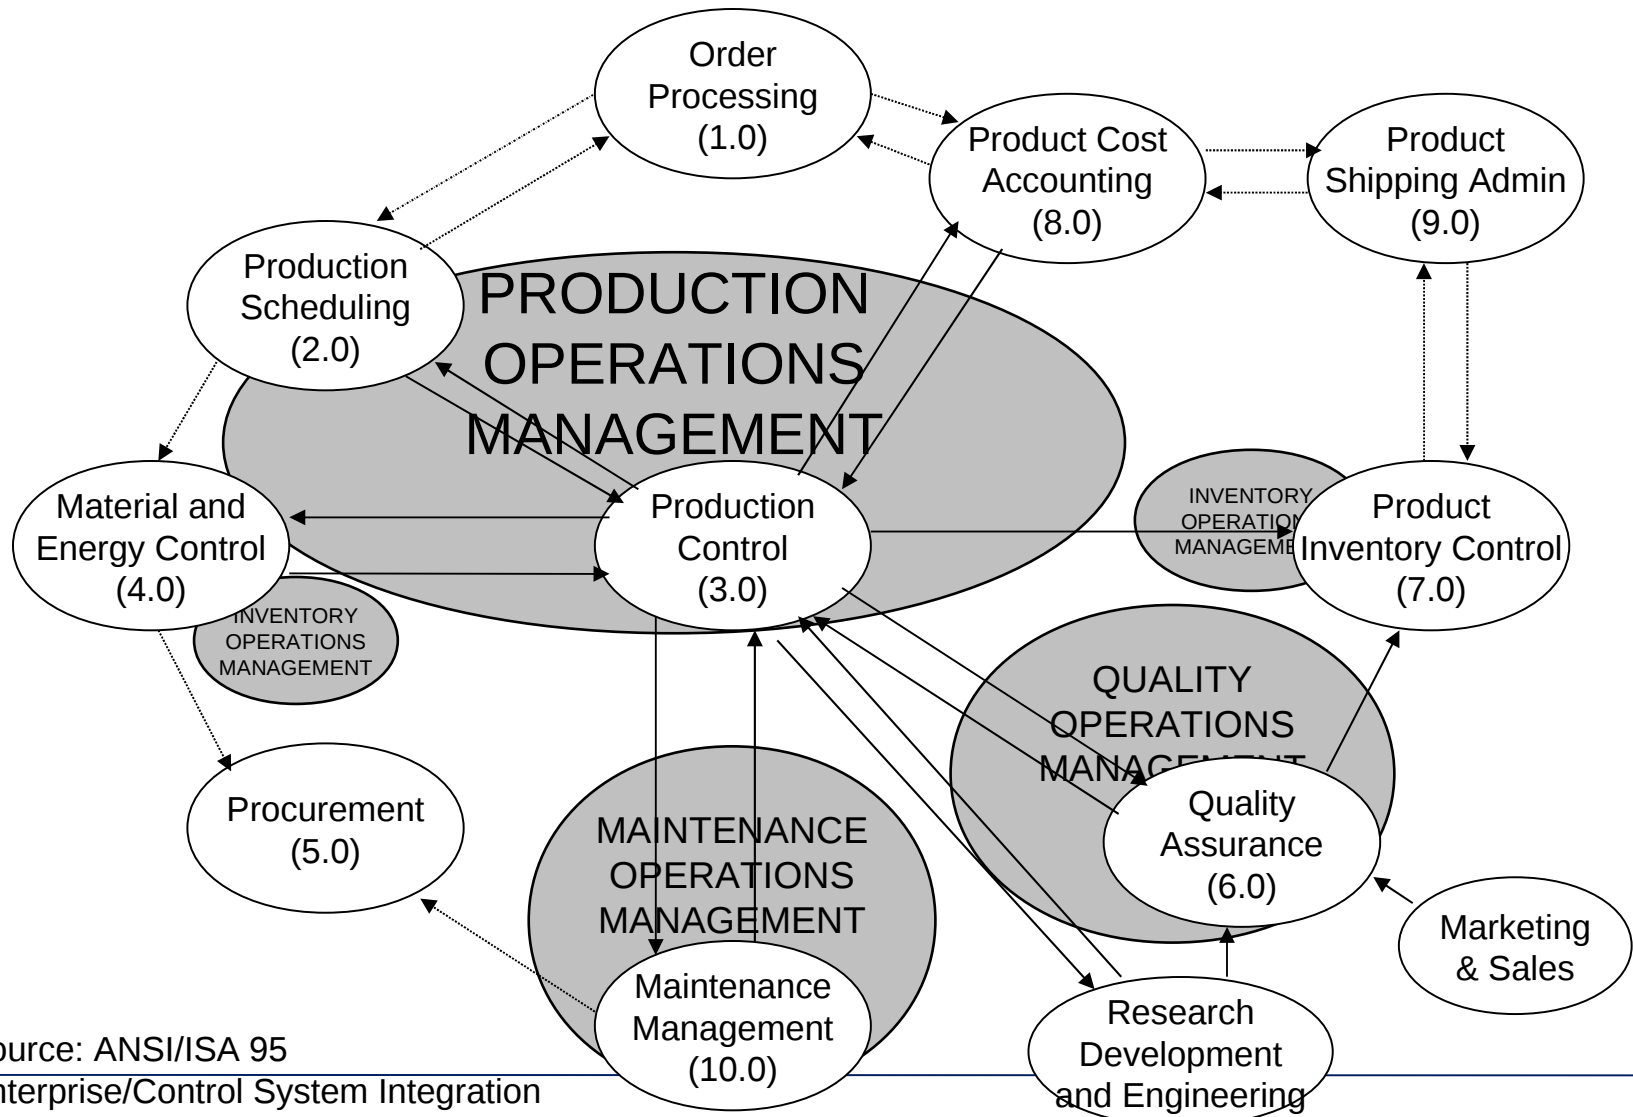 Order
Processing
(1.0)
Product Cost
Accounting
(8.0)
Product
Shipping Admin
(9.0)
Production
Scheduling
(2.0)
PRODUCTION
OPERATIONS
MANAGEMENT
Material and
Energy Control
(4.0)
Production
Control
(3.0)
INVENTORY
OPERATION
MANAGEME
Product
Inventory Control
(7.0)
INVENTORY
OPERATIONS
MANAGEMENT
QUALITY
OPERATIONS
MANAGEMENT
Procurement
(5.0)
MAINTENANCE
OPERATIONS
MANAGEMENT
Quality
Assurance
(6.0)
Marketing
& Sales
Maintenance
Management
(10.0)
Research
Development
and Engineering
ource: ANSI/ISA 95
nterprise/Control System Integration